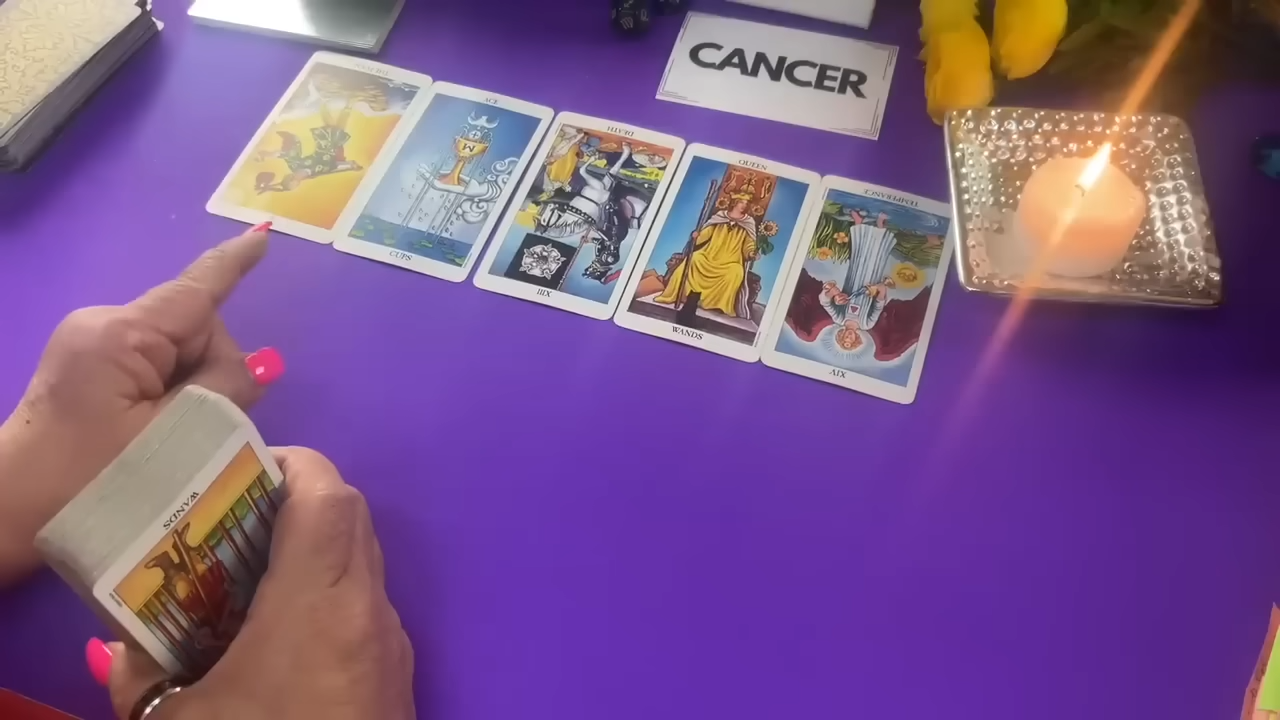 CANCER
ACE
CUPS
DEATH
XIII
QUEEN
WANDS
TEMPERANCE
XIV
WANDS